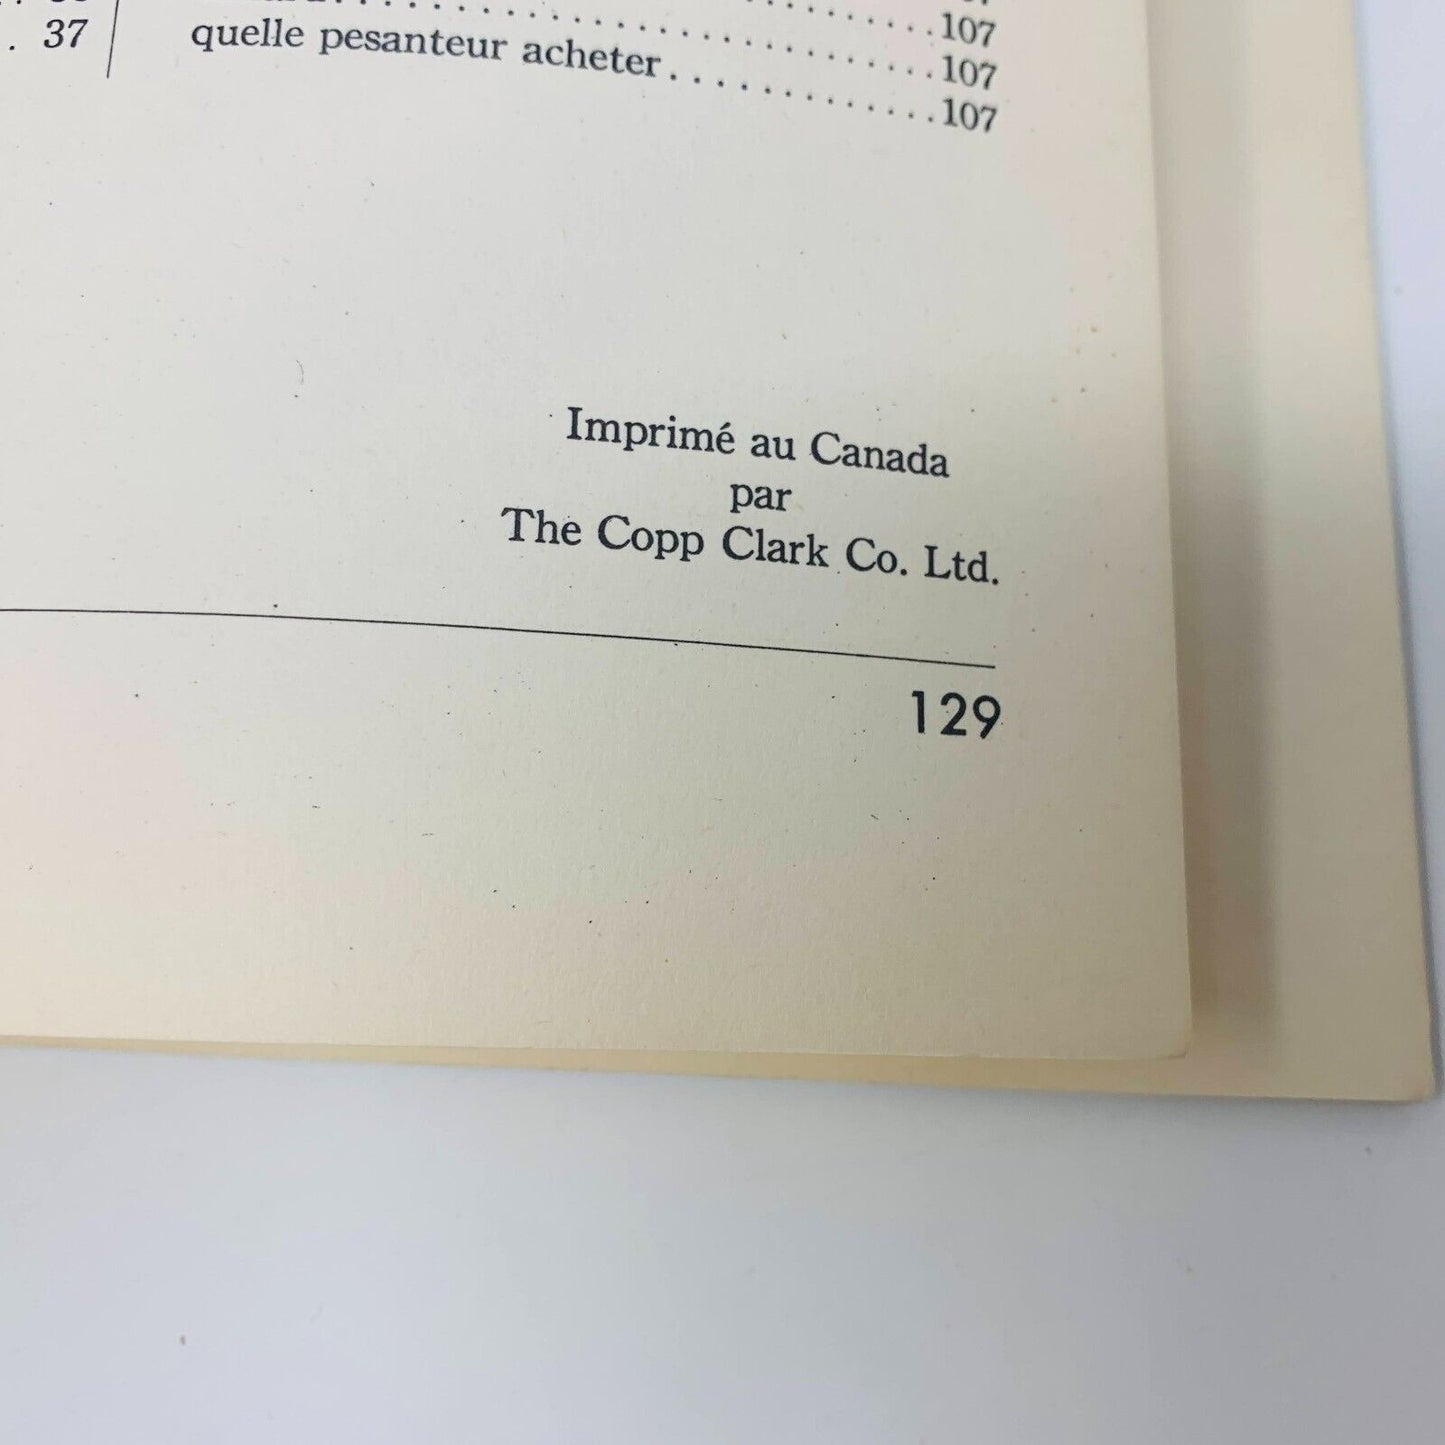 . 37
107
107
quelle pesanteur acheter.............107
Imprimé au Canada
par
The Copp Clark Co. Ltd.
129